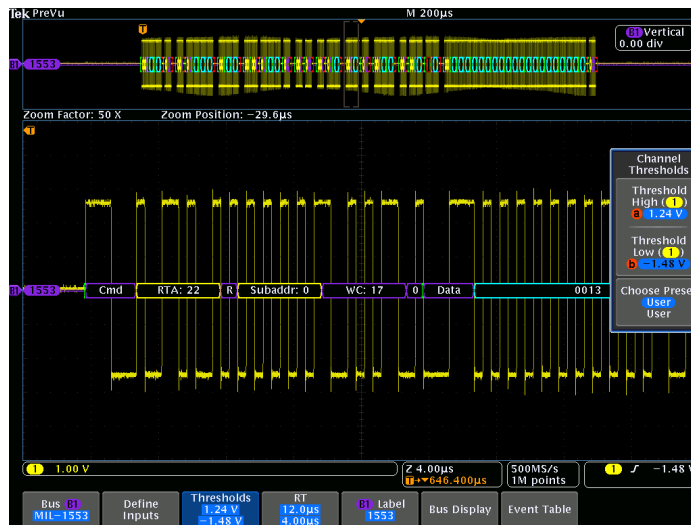 Tek PreVu M 200µs
T
B1 Vertical
0.00 div
B1 1553
Zoom Factor: 50 X Zoom Position: −29.6µs
T
Channel
Thresholds
Threshold
High (1)
a 1.24 V
Threshold
Low (1)
b −1.48 V
Choose Prese
User
User
B1 1553 Cmd RTA: 22 R Subaddr: 0 WC: 17 0 Data 0013
1 1.00 V
Z 4.00µs
T→▼646.400µs
500MS/s
1M points
1 −1.48 V
Bus B1
MIL-1553
Define
Inputs
Thresholds
1.24 V
−1.48 V
RT
12.0µs
4.00µs
B1 Label
1553
Bus Display
Event Table